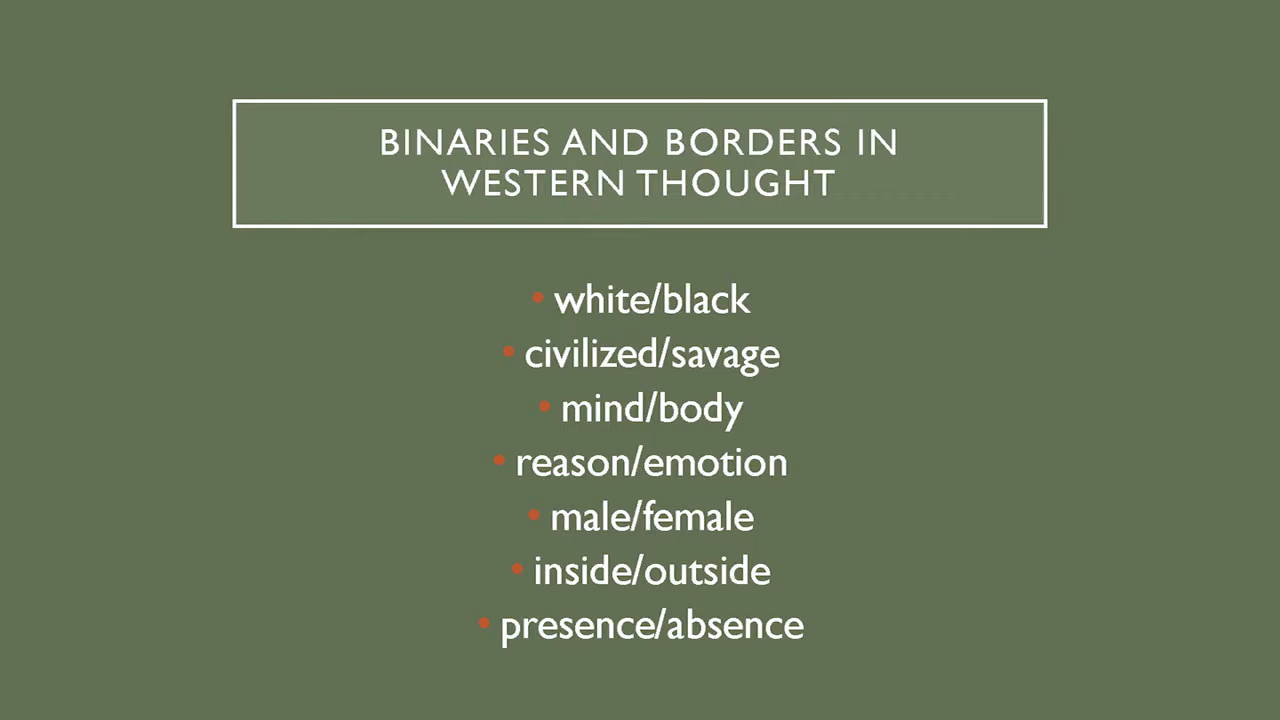 BINARIES AND BORDERS IN
WESTERN THOUGHT
• white/black
• civilized/savage
• mind/body
• reason/emotion
• male/female
• inside/outside
• presence/absence